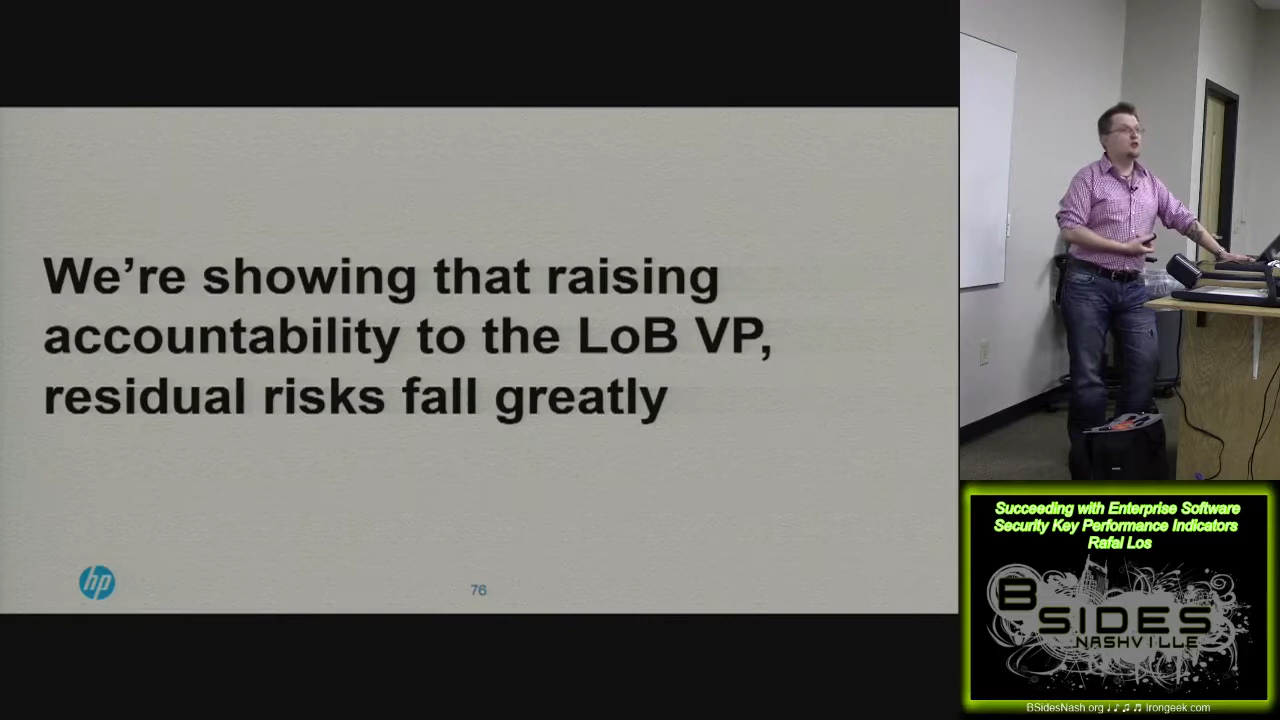 We’re showing that raising
accountability to the LoB VP,
residual risks fall greatly
hp
76
Succeeding with Enterprise Software
Security Key Performance Indicators
Rafal Los
BSIDES
NASHVILLE
BSidesNash.org ♩ ♪ ♫ ♬ Irongeek.com